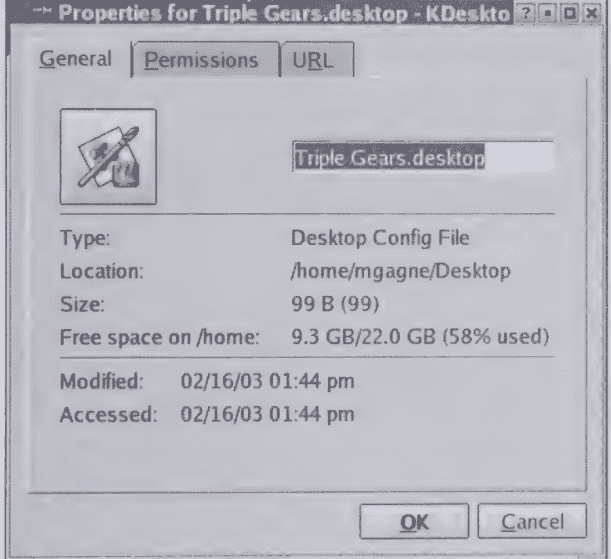 Properties for Triple Gears.desktop - KDeskto
General Permissions URL
Triple Gears.desktop
Type: Desktop Config File
Location: /home/mgagne/Desktop
Size: 99 B (99)
Free space on /home: 9.3 GB/22.0 GB (58% used)
Modified: 02/16/03 01:44 pm
Accessed: 02/16/03 01:44 pm
OK Cancel